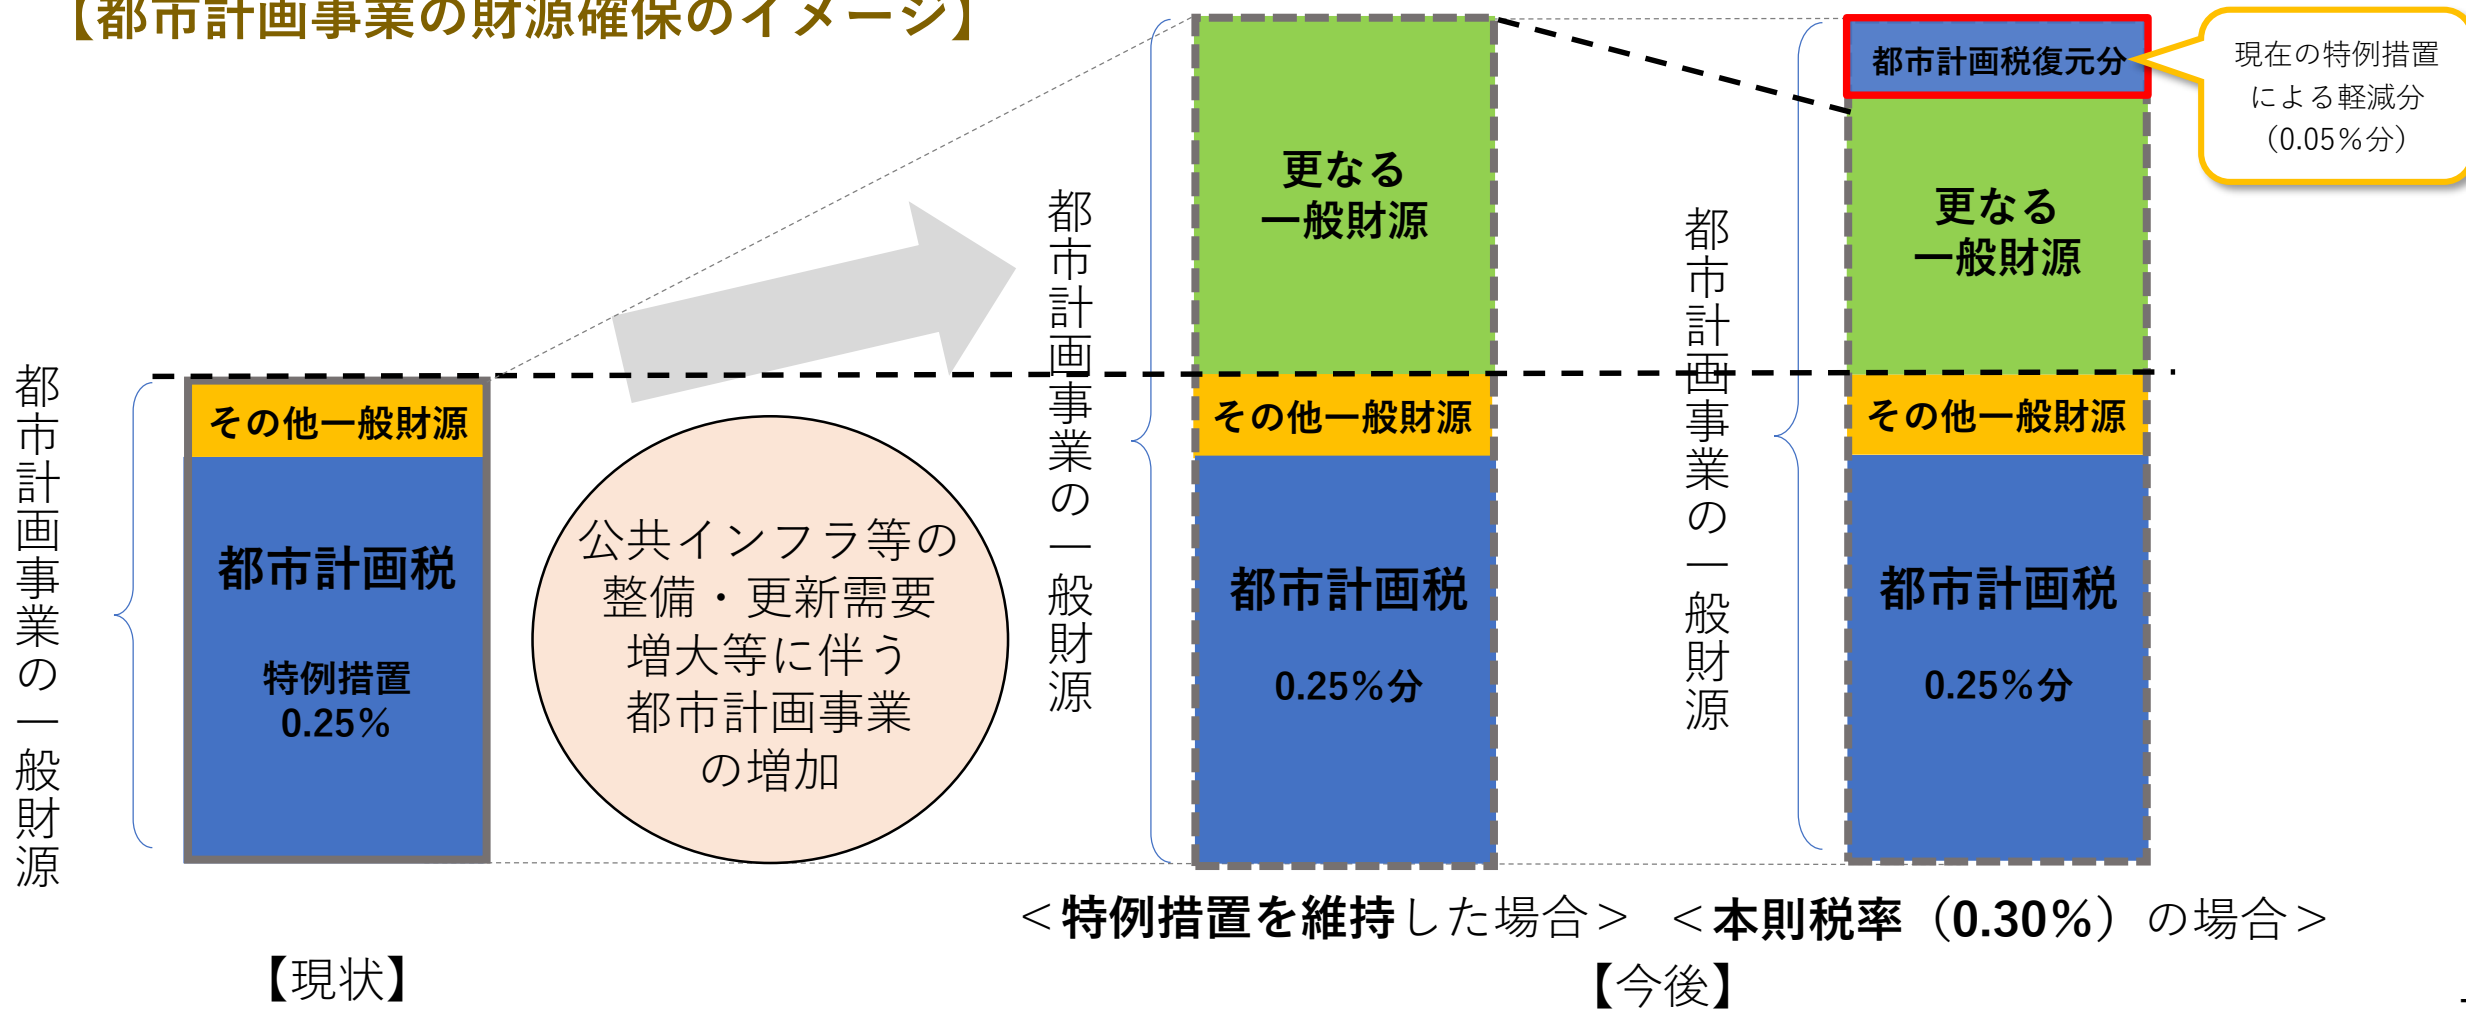 【都市計画事業の財源確保のイメージ】
都市計画事業の一般財源
その他一般財源
都市計画税
特例措置
0.25%
【現状】
公共インフラ等の
整備・更新需要
増大等に伴う
都市計画事業
の増加
都市計画事業の一般財源
更なる
一般財源
その他一般財源
都市計画税
0.25%分
＜特例措置を維持した場合＞
都市計画事業の一般財源
都市計画税復元分
更なる
一般財源
その他一般財源
都市計画税
0.25%分
＜本則税率（0.30%）の場合＞
現在の特例措置
による軽減分
（0.05%分）
【今後】